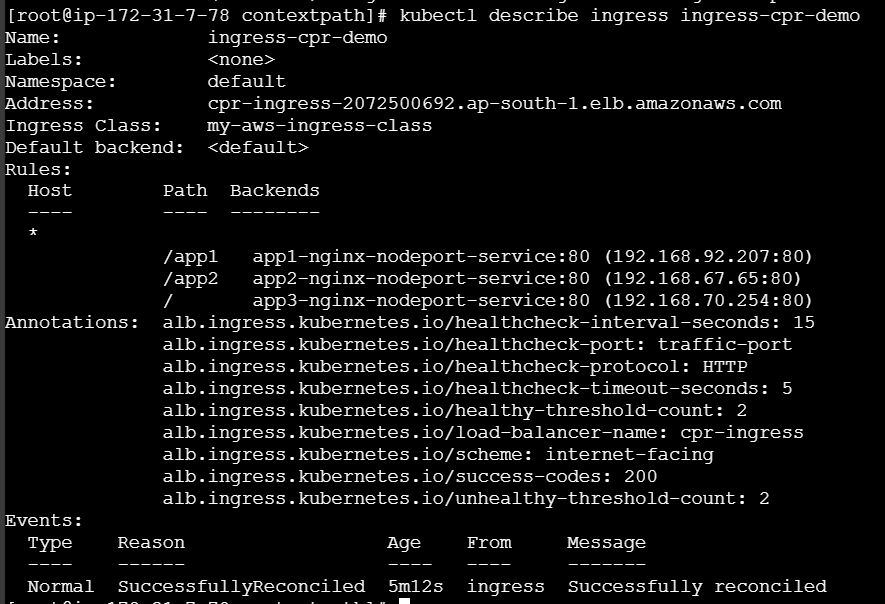 [root@ip-172-31-7-78 contextpath]# kubectl describe ingress ingress-cpr-demo
Name:             ingress-cpr-demo
Labels:           <none>
Namespace:        default
Address:          cpr-ingress-2072500692.ap-south-1.elb.amazonaws.com
Ingress Class:    my-aws-ingress-class
Default backend:  <default>
Rules:
  Host        Path  Backends
  ----        ----  --------
  *
              /app1   app1-nginx-nodeport-service:80 (192.168.92.207:80)
              /app2   app2-nginx-nodeport-service:80 (192.168.67.65:80)
              /       app3-nginx-nodeport-service:80 (192.168.70.254:80)
Annotations:  alb.ingress.kubernetes.io/healthcheck-interval-seconds: 15
              alb.ingress.kubernetes.io/healthcheck-port: traffic-port
              alb.ingress.kubernetes.io/healthcheck-protocol: HTTP
              alb.ingress.kubernetes.io/healthcheck-timeout-seconds: 5
              alb.ingress.kubernetes.io/healthy-threshold-count: 2
              alb.ingress.kubernetes.io/load-balancer-name: cpr-ingress
              alb.ingress.kubernetes.io/scheme: internet-facing
              alb.ingress.kubernetes.io/success-codes: 200
              alb.ingress.kubernetes.io/unhealthy-threshold-count: 2
Events:
  Type    Reason                  Age    From     Message
  ----    ------                  ----   ----     -------
  Normal  SuccessfullyReconciled  5m12s  ingress  Successfully reconciled